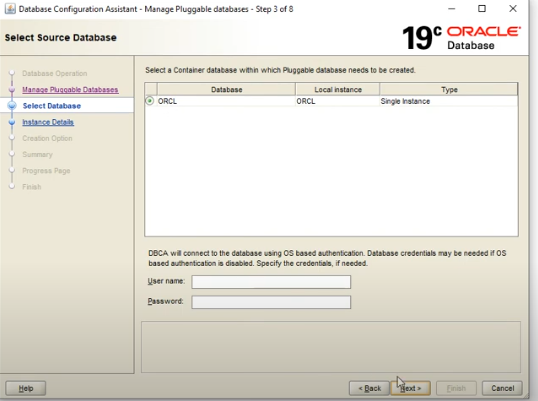 Database Configuration Assistant - Manage Pluggable databases - Step 3 of 8
Select Source Database
19c ORACLE
Database
Database Operation
Manage Pluggable Databases
Select Database
Instance Details
Creation Option
Summary
Progress Page
Finish
Select a Container database within which Pluggable database needs to be created.
Database Local instance Type
ORCL ORCL Single Instance
DBCA will connect to the database using OS based authentication. Database credentials may be needed if OS
based authentication is disabled. Specify the credentials, if needed.
User name:
Password:
Help < Back Next > Finish Cancel